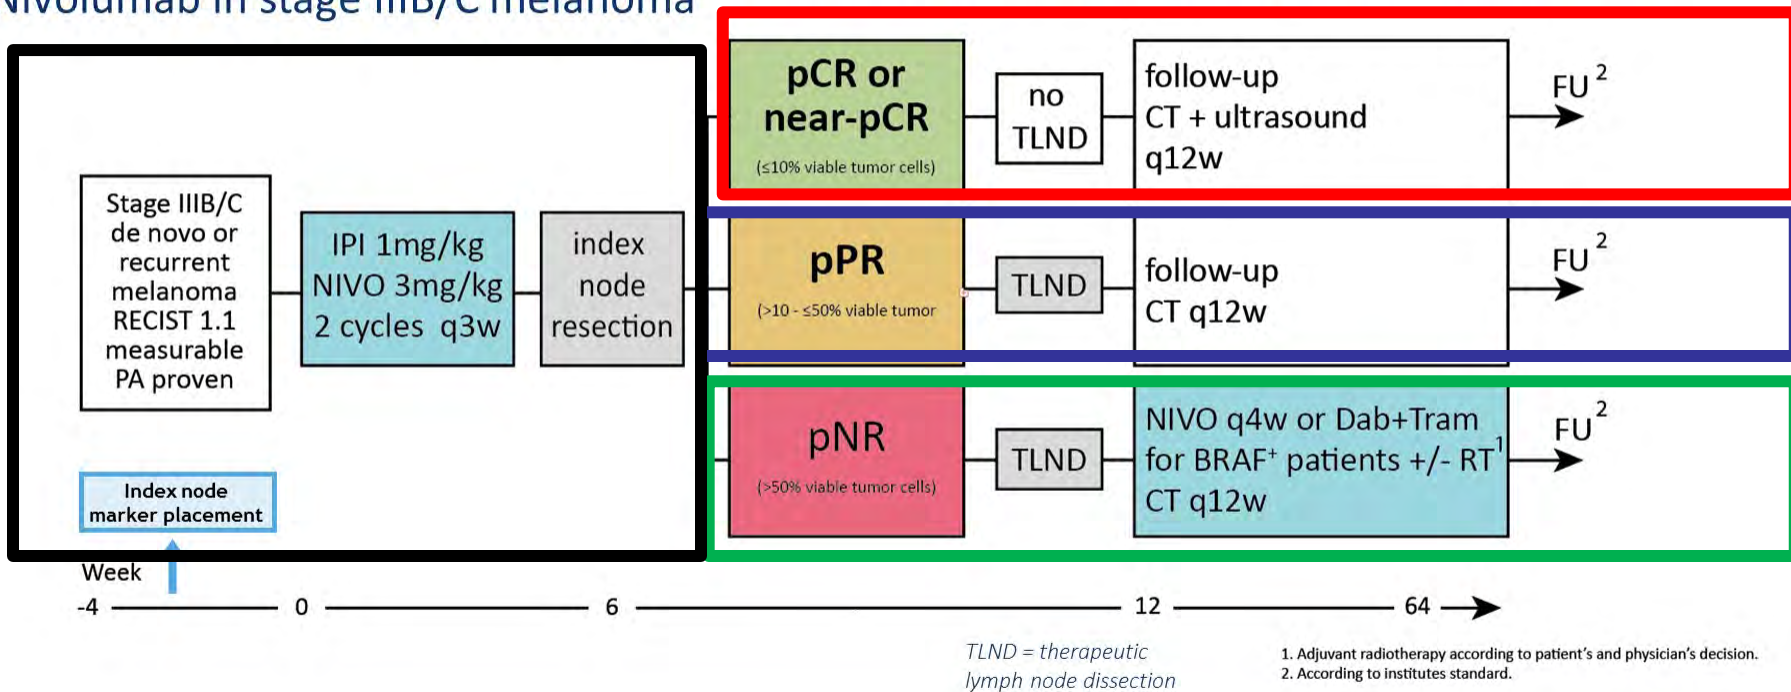 Nivolumab in stage IIIB/C melanoma
Stage IIIB/C
de novo or
recurrent
melanoma
RECIST 1.1
measurable
PA proven
Index node
marker placement
IPI 1mg/kg
NIVO 3mg/kg
2 cycles q3w
index
node
resection
pCR or
near-pCR
(≤10% viable tumor cells)
no
TLND
follow-up
CT + ultrasound
q12w
FU 2
pPR
(>10 - ≤50% viable tumor
TLND
follow-up
CT q12w
FU 2
pNR
(>50% viable tumor cells)
TLND
NIVO q4w or Dab+Tram
for BRAF+ patients +/- RT1
CT q12w
FU 2
Week
-4 0 6 12 64
TLND = therapeutic
lymph node dissection
1. Adjuvant radiotherapy according to patient's and physician's decision.
2. According to institutes standard.